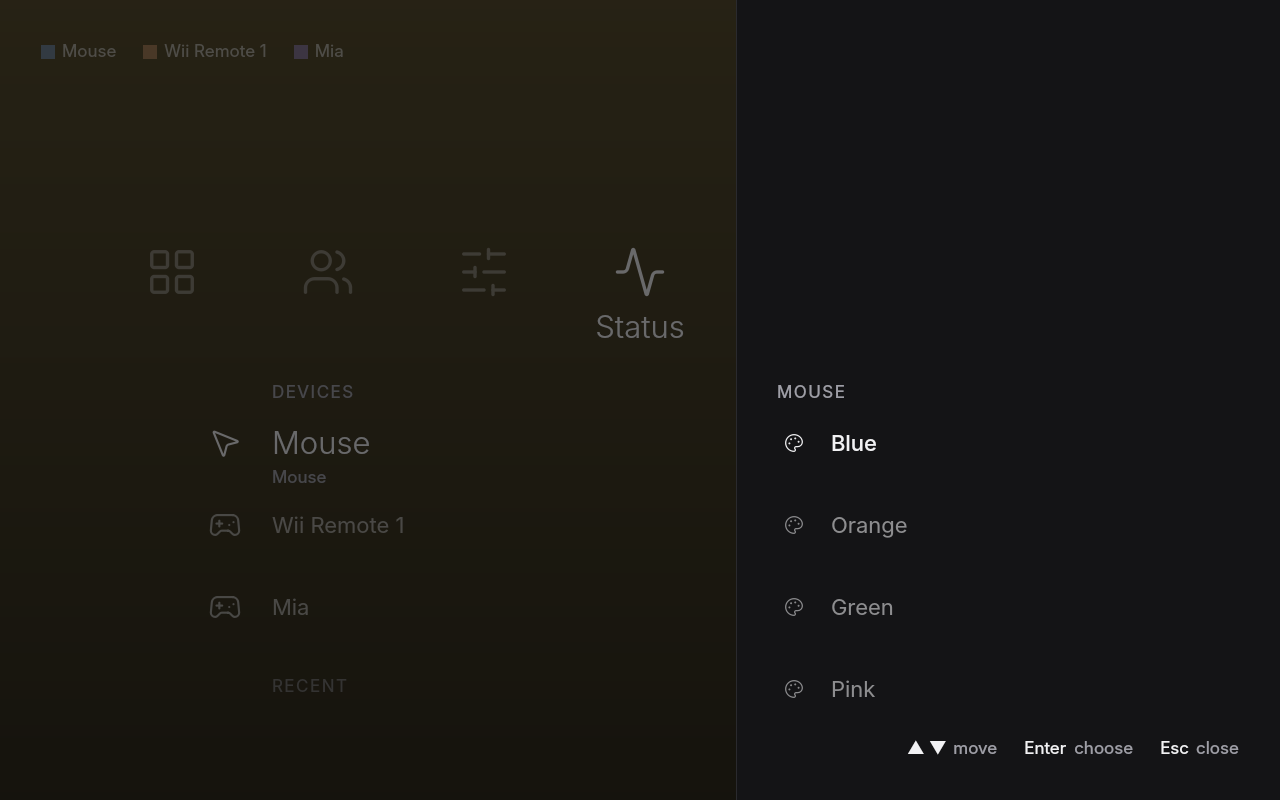 Mouse Wii Remote 1 Mia
Status
DEVICES
Mouse
Mouse
Wii Remote 1
Mia
RECENT
MOUSE
Blue
Orange
Green
Pink
▲▼ move Enter choose Esc close